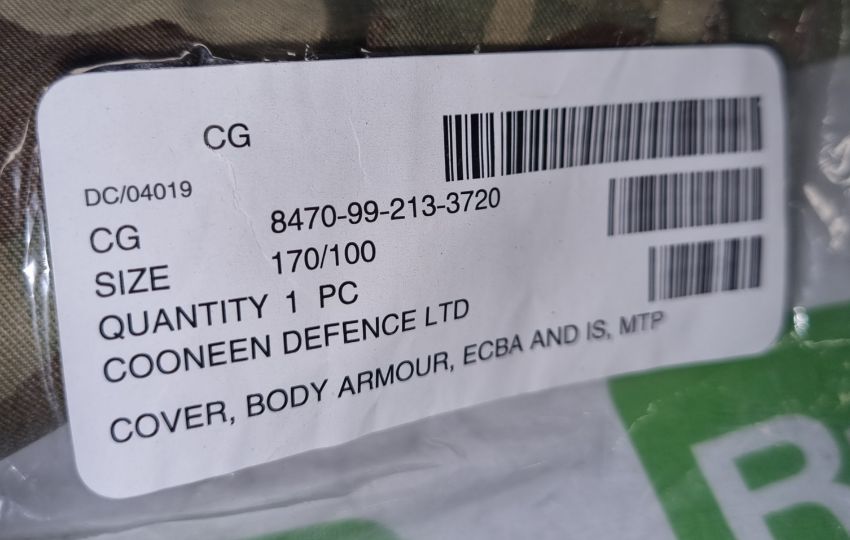 CG
DC/04019
CG 8470-99-213-3720
SIZE 170/100
QUANTITY 1 PC
COONEEN DEFENCE LTD
COVER, BODY ARMOUR, ECBA AND IS, MTP